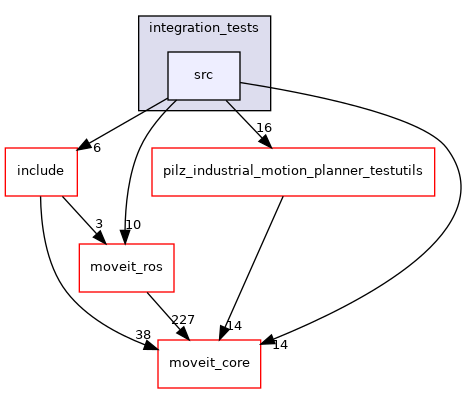 integration_tests
src
6
16
include
pilz_industrial_motion_planner_testutils
3
10
moveit_ros
227
38
14
14
moveit_core